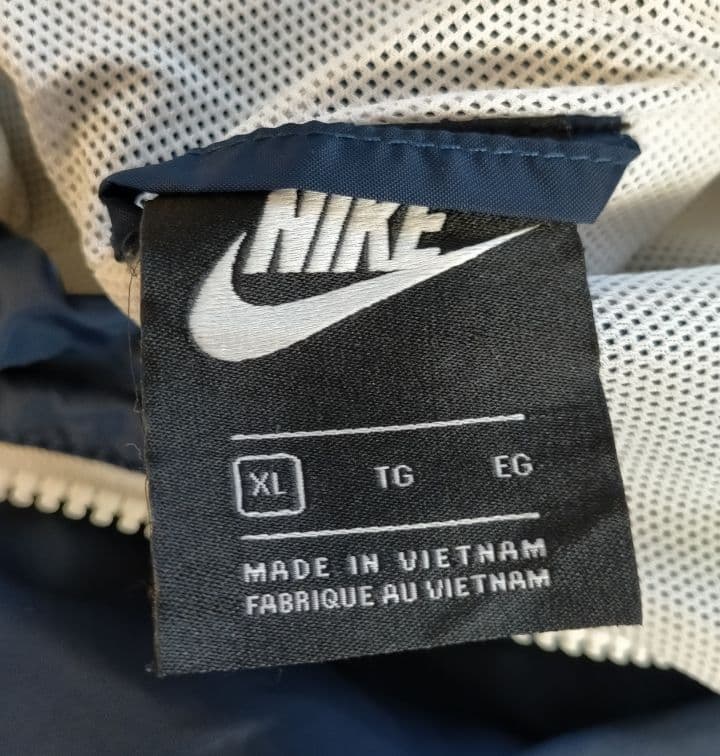 NIKE
XL TG EG
MADE IN VIETNAM
FABRIQUE AU VIETNAM